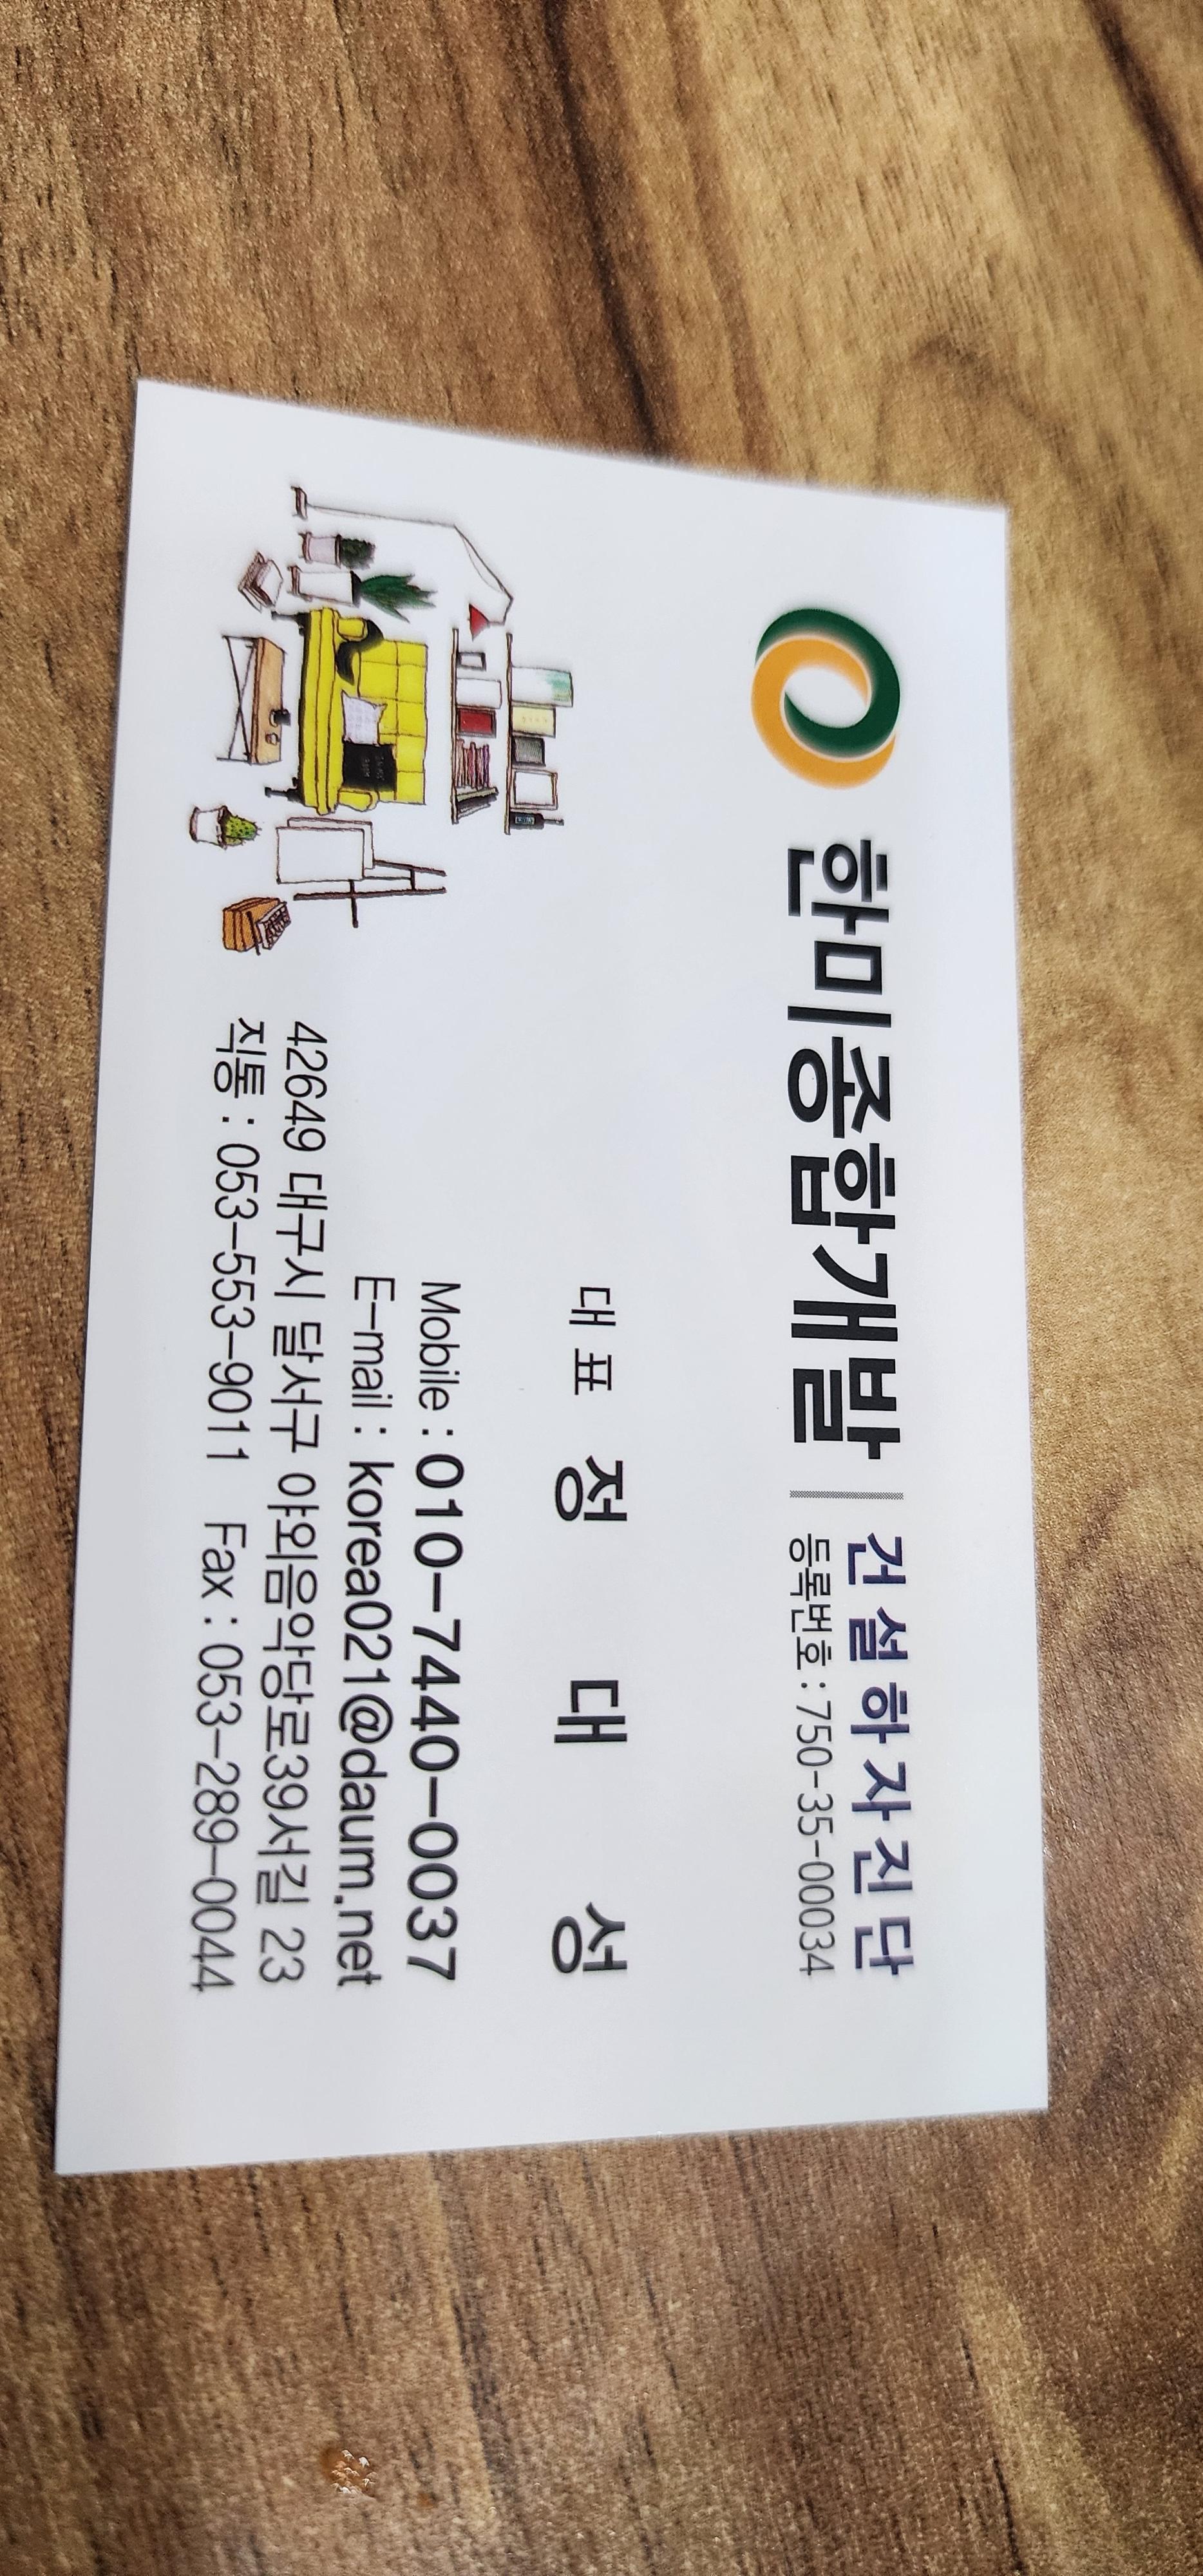 한미종합개발
건설하자진단
등록번호 : 750-35-00034
대표 정 대 성
Mobile : 010-7440-0037
E-mail : korea021@daum.net
42649 대구시 달서구 야외음악당로39서길 23
직통 : 053-553-9011 Fax : 053-289-0044